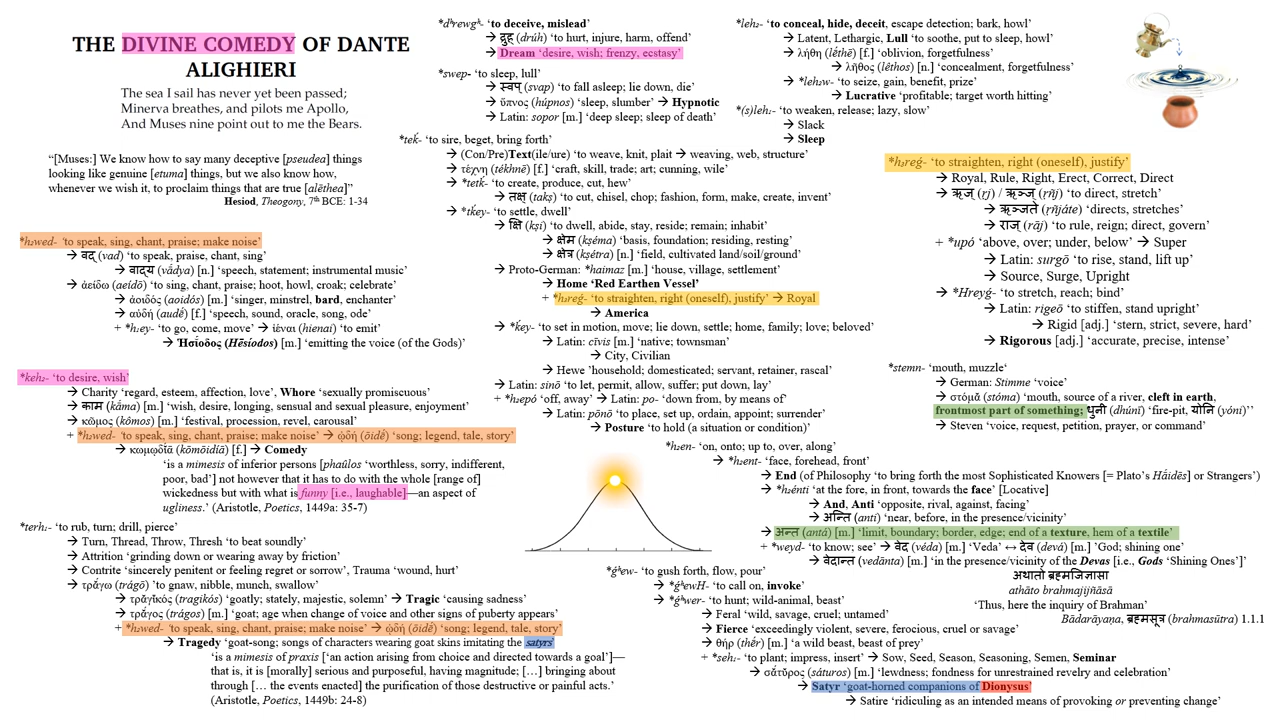 THE DIVINE COMEDY OF DANTE
ALIGHIERI
The sea I sail has never yet been passed;
Minerva breathes, and pilots me Apollo,
And Muses nine point out to me the Bears.
“[Muses:] We know how to say many deceptive [pseudea] things
looking like genuine [etuma] things, but we also know how,
whenever we wish it, to proclaim things that are true [alēthea]”
Hesiod, Theogony, 7th BCE: 1-34
*h₂wed- ‘to speak, sing, chant, praise; make noise’
→ वद् (vad) ‘to speak, praise, chant, sing’
→ वाद्य (vā́dya) [n.] ‘speech, statement; instrumental music’
→ ἀείδω (aeídō) ‘to sing, chant, praise; hoot, howl, croak; celebrate’
→ ἀοιδός (aoidós) [m.] ‘singer, minstrel, bard, enchanter’
→ αὐδή (audḗ) [f.] ‘speech, sound, oracle, song, ode’
+ *h₁ey- ‘to go, come, move’ → ἱέναι (hienai) ‘to emit’
→ Ἡσίοδος (Hēsíodos) [m.] ‘emitting the voice (of the Gods)’
*keh₂- ‘to desire, wish’
→ Charity ‘regard, esteem, affection, love’, Whore ‘sexually promiscuous’
→ काम (kā́ma) [m.] ‘wish, desire, longing, sensual and sexual pleasure, enjoyment’
→ κῶμος (kômos) [m.] ‘festival, procession, revel, carousal’
+ *h₂wed- ‘to speak, sing, chant, praise; make noise’ → ᾠδή (ōidḗ) ‘song; legend, tale, story’
→ κωμῳδῐ́ᾱ (kōmōidíā) [f.] → Comedy
‘is a mimesis of inferior persons [phaûlos ‘worthless, sorry, indifferent,
poor, bad’] not however that it has to do with the whole [range of]
wickedness but with what is funny [i.e., laughable]—an aspect of
ugliness.’ (Aristotle, Poetics, 1449a: 35-7)
*terh₁- ‘to rub, turn; drill, pierce’
→ Turn, Thread, Throw, Thresh ‘to beat soundly’
→ Attrition ‘grinding down or wearing away by friction’
→ Contrite ‘sincerely penitent or feeling regret or sorrow’, Trauma ‘wound, hurt’
→ τρᾰ́γω (trágō) ‘to gnaw, nibble, munch, swallow’
→ τρᾰγῐκός (tragikós) ‘goatly; stately, majestic, solemn’ → Tragic ‘causing sadness’
→ τρᾰ́γος (trágos) [m.] ‘goat; age when change of voice and other signs of puberty appears’
+ *h₂wed- ‘to speak, sing, chant, praise; make noise’ → ᾠδή (ōidḗ) ‘song; legend, tale, story’
→ Tragedy ‘goat-song; songs of characters wearing goat skins imitating the satyrs’
‘is a mimesis of praxis [‘an action arising from choice and directed towards a goal’]—
that is, it is [morally] serious and purposeful, having magnitude; […] bringing about
through [… the events enacted] the purification of those destructive or painful acts.’
(Aristotle, Poetics, 1449b: 24-8)
*dʰrewgʰ- ‘to deceive, mislead’
→ द्रुह् (drúh) ‘to hurt, injure, harm, offend’
→ Dream ‘desire, wish; frenzy, ecstasy’
*swep- ‘to sleep, lull’
→ स्वप् (svap) ‘to fall asleep; lie down, die’
→ ὕπνος (húpnos) ‘sleep, slumber’ → Hypnotic
→ Latin: sopor [m.] ‘deep sleep; sleep of death’
*teḱ- ‘to sire, beget, bring forth’
→ (Con/Pre)Text(ile/ure) ‘to weave, knit, plait → weaving, web, structure’
→ τέχνη (tékhnē) [f.] ‘craft, skill, trade; art; cunning, wile’
→ *tetḱ- ‘to create, produce, cut, hew’
→ तक्ष् (takṣ) ‘to cut, chisel, chop; fashion, form, make, create, invent’
→ *tḱey- ‘to settle, dwell’
→ क्षि (kṣi) ‘to dwell, abide, stay, reside; remain; inhabit’
→ क्षेम (kṣéma) ‘basis, foundation; residing, resting’
→ क्षेत्र (kṣétra) [n.] ‘field, cultivated land/soil/ground’
→ Proto-German: *haimaz [m.] ‘house, village, settlement’
→ Home ‘Red Earthen Vessel’
+ *h₃reǵ- ‘to straighten, right (oneself), justify’ → Royal
→ America
→ *ḱey- ‘to set in motion, move; lie down, settle; home, family; love; beloved’
→ Latin: cīvis [m.] ‘native; townsman’
→ City, Civilian
→ Hewe ’household; domesticated; servant, retainer, rascal’
→ Latin: sinō ‘to let, permit, allow, suffer; put down, lay’
+ *h₂epó ‘off, away’ → Latin: po- ‘down from, by means of’
→ Latin: pōnō ‘to place, set up, ordain, appoint; surrender’
→ Posture ‘to hold (a situation or condition)’
*leh₂- ‘to conceal, hide, deceit, escape detection; bark, howl’
→ Latent, Lethargic, Lull ‘to soothe, put to sleep, howl’
→ λήθη (lḗthē) [f.] ‘oblivion, forgetfulness’
→ λῆθος (lêthos) [n.] ‘concealment, forgetfulness’
→ *leh₂w- ‘to seize, gain, benefit, prize’
→ Lucrative ‘profitable; target worth hitting’
*(s)leh₁- ‘to weaken, release; lazy, slow’
→ Slack
→ Sleep
*h₃reǵ- ‘to straighten, right (oneself), justify’
→ Royal, Rule, Right, Erect, Correct, Direct
→ ऋज् (ṛj) / ऋञ्ज् (ṛñj) ‘to direct, stretch’
→ ऋञ्जते (ṛñjáte) ‘directs, stretches’
→ राज् (rāj) ‘to rule, reign; direct, govern’
+ *upó ‘above, over; under, below’ → Super
→ Latin: surgō ‘to rise, stand, lift up’
→ Source, Surge, Upright
→ *Hreyǵ- ‘to stretch, reach; bind’
→ Latin: rigeō ‘to stiffen, stand upright’
→ Rigid [adj.] ‘stern, strict, severe, hard’
→ Rigorous [adj.] ‘accurate, precise, intense’
*stemn- ‘mouth, muzzle‘
→ German: Stimme ‘voice’
→ στόμᾰ (stóma) ‘mouth, source of a river, cleft in earth,
frontmost part of something; धुनी (dhúnī) ‘fire-pit, योनि (yóni)’’
→ Steven ‘voice, request, petition, prayer, or command’
*h₂en- ‘on, onto; up to, over, along’
→ *h₂ent- ‘face, forehead, front’
→ End (of Philosophy ‘to bring forth the most Sophisticated Knowers [= Plato’s Hā́idēs] or Strangers’)
→ *h₂énti ‘at the fore, in front, towards the face’ [Locative]
→ And, Anti ‘opposite, rival, against, facing’
→ अन्ति (anti) ‘near, before, in the presence/vicinity’
→ अन्त (antá) [m.] ‘limit, boundary; border, edge; end of a texture, hem of a textile’
+ *weyd- ‘to know; see’ → वेद (véda) [m.] ‘Veda’ ↔ देव (devá) [m.] ‘God; shining one’
→ वेदान्त (vedānta) [m.] ‘in the presence/vicinity of the Devas [i.e., Gods ‘Shining Ones’]’
अथातो ब्रह्मजिज्ञासा
athāto brahmajijñāsā
‘Thus, here the inquiry of Brahman’
Bādarāyaṇa, ब्रह्मसूत्र (brahmasūtra) 1.1.1
*ǵʰew- ‘to gush forth, flow, pour’
→ *ǵʰewH- ‘to call on, invoke’
→ *ǵʰwer- ‘to hunt; wild-animal, beast’
→ Feral ‘wild, savage, cruel; untamed’
→ Fierce ‘exceedingly violent, severe, ferocious, cruel or savage’
→ θήρ (thḗr) [m.] ‘a wild beast, beast of prey’
+ *seh₁- ‘to plant; impress, insert’ → Sow, Seed, Season, Seasoning, Semen, Seminar
→ σᾰ́τῠρος (sáturos) [m.] ‘lewdness; fondness for unrestrained revelry and celebration’
→ Satyr ‘goat-horned companions of Dionysus’
→ Satire ‘ridiculing as an intended means of provoking or preventing change’